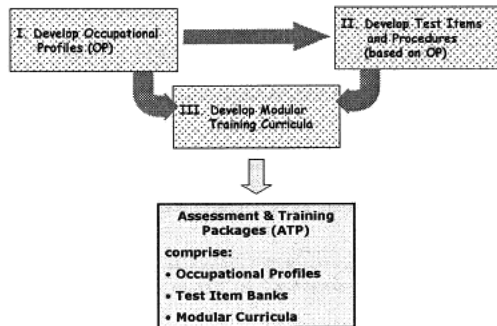 I. Develop Occupational
Profiles (OP)
II. Develop Test Items
and Procedures
(based on OP)
III. Develop Modular
Training Curricula
Assessment & Training
Packages (ATP)
comprise:
• Occupational Profiles
• Test Item Banks
• Modular Curricula